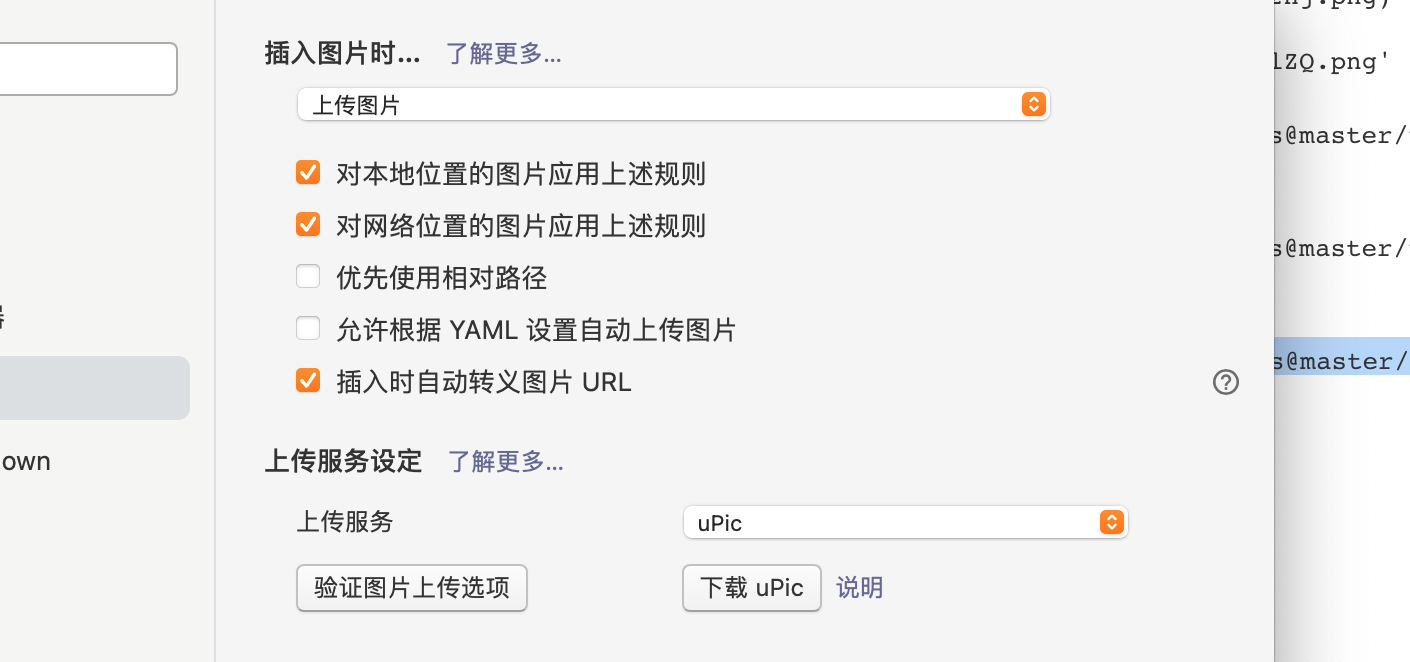 插入图片时... 了解更多...
上传图片
对本地位置的图片应用上述规则
对网络位置的图片应用上述规则
优先使用相对路径
允许根据 YAML 设置自动上传图片
插入时自动转义图片 URL
上传服务设定 了解更多...
上传服务 uPic
验证图片上传选项 下载 uPic 说明
own
lZQ.png'
s@master/
s@master/
s@master/